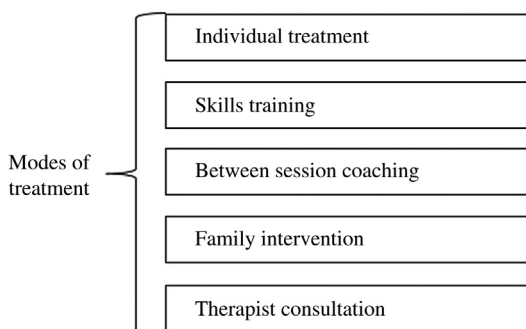 Individual treatment
Skills training
Modes of
treatment
Between session coaching
Family intervention
Therapist consultation